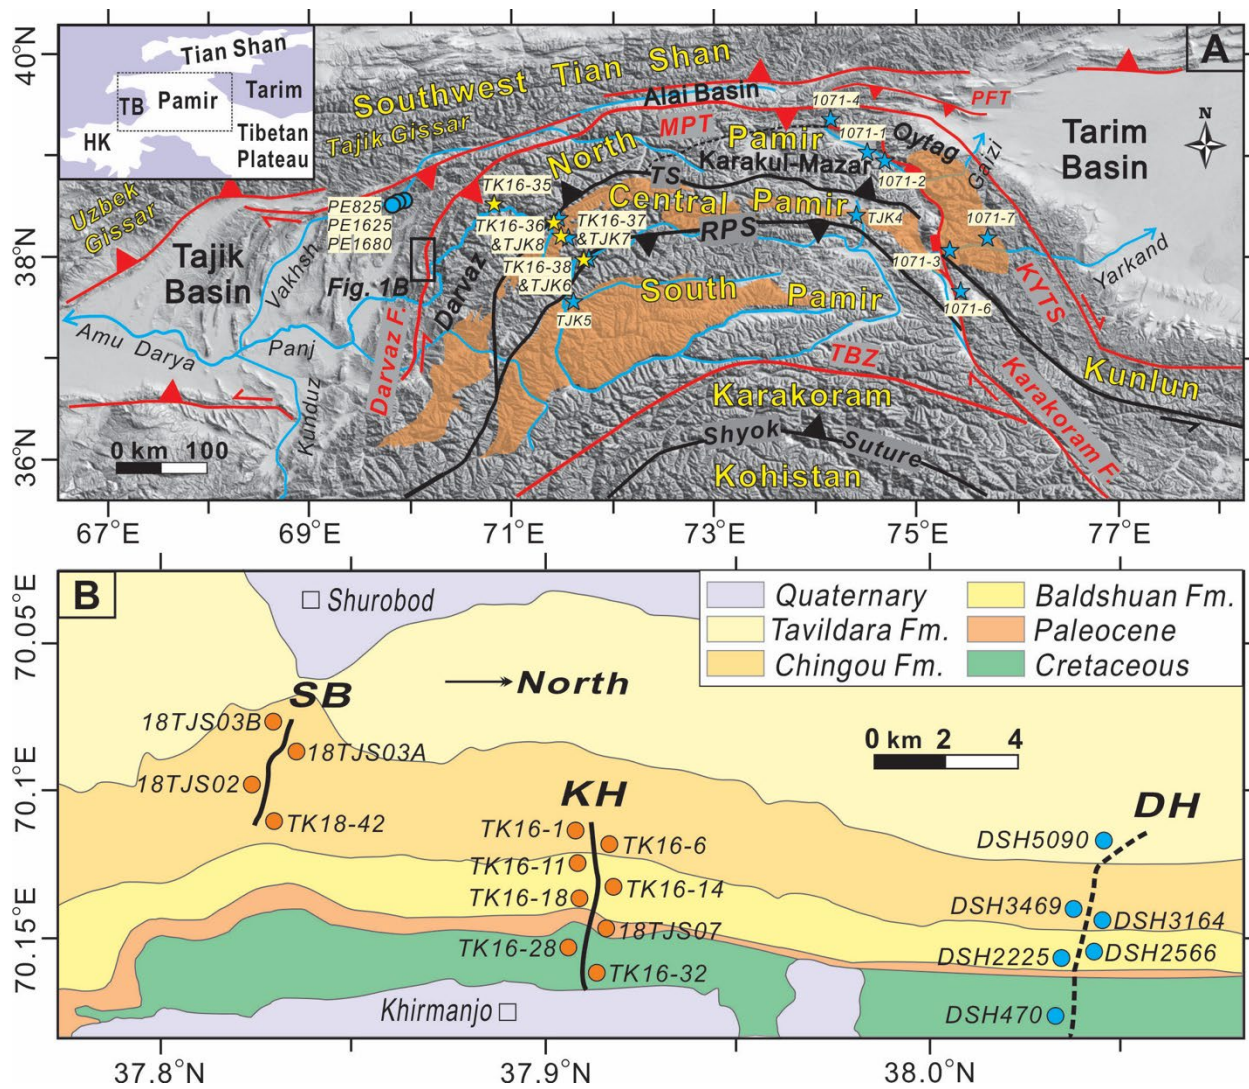 A
40°N
38°N
36°N
67°E
69°E
71°E
73°E
75°E
77°E
Tian Shan
TB
Pamir
Tarim
HK
Tibetan
Plateau
Southwest Tian Shan
Tajik Gissar
Uzbek
Gissar
Alai Basin
MPT
PFT
N
Tarim
Basin
North
Pamir
Karakul-Mazar
TS
Oytag
Gaizi
1071-4
1071-1
1071-2
TK16-35
PE825
PE1625
PE1680
TK16-36
&TJK8
TK16-37
&TJK7
Central Pamir
TJK4
1071-7
RPS
1071-3
TK16-38
&TJK6
TJK5
1071-6
Tajik
Basin
Vakhsh
Fig. 1B
Darvaz
Darvaz F.
South Pamir
KYTS
Yarkand
Amu Darya
Panj
Kunduz
TBZ
Karakoram
Karakoram F.
Kunlun
Shyok Suture
Kohistan
0 km 100
B
70.05°E
70.1°E
70.15°E
37.8°N
37.9°N
38.0°N
Shurobod
Quaternary
Baldshuan Fm.
Tavildara Fm.
Paleocene
Chingou Fm.
Cretaceous
North
0 km 2 4
SB
18TJS03B
18TJS03A
18TJS02
TK18-42
KH
TK16-1
TK16-6
TK16-11
TK16-14
TK16-18
18TJS07
TK16-28
TK16-32
Khirmanjo
DH
DSH5090
DSH3469
DSH3164
DSH2225
DSH2566
DSH470